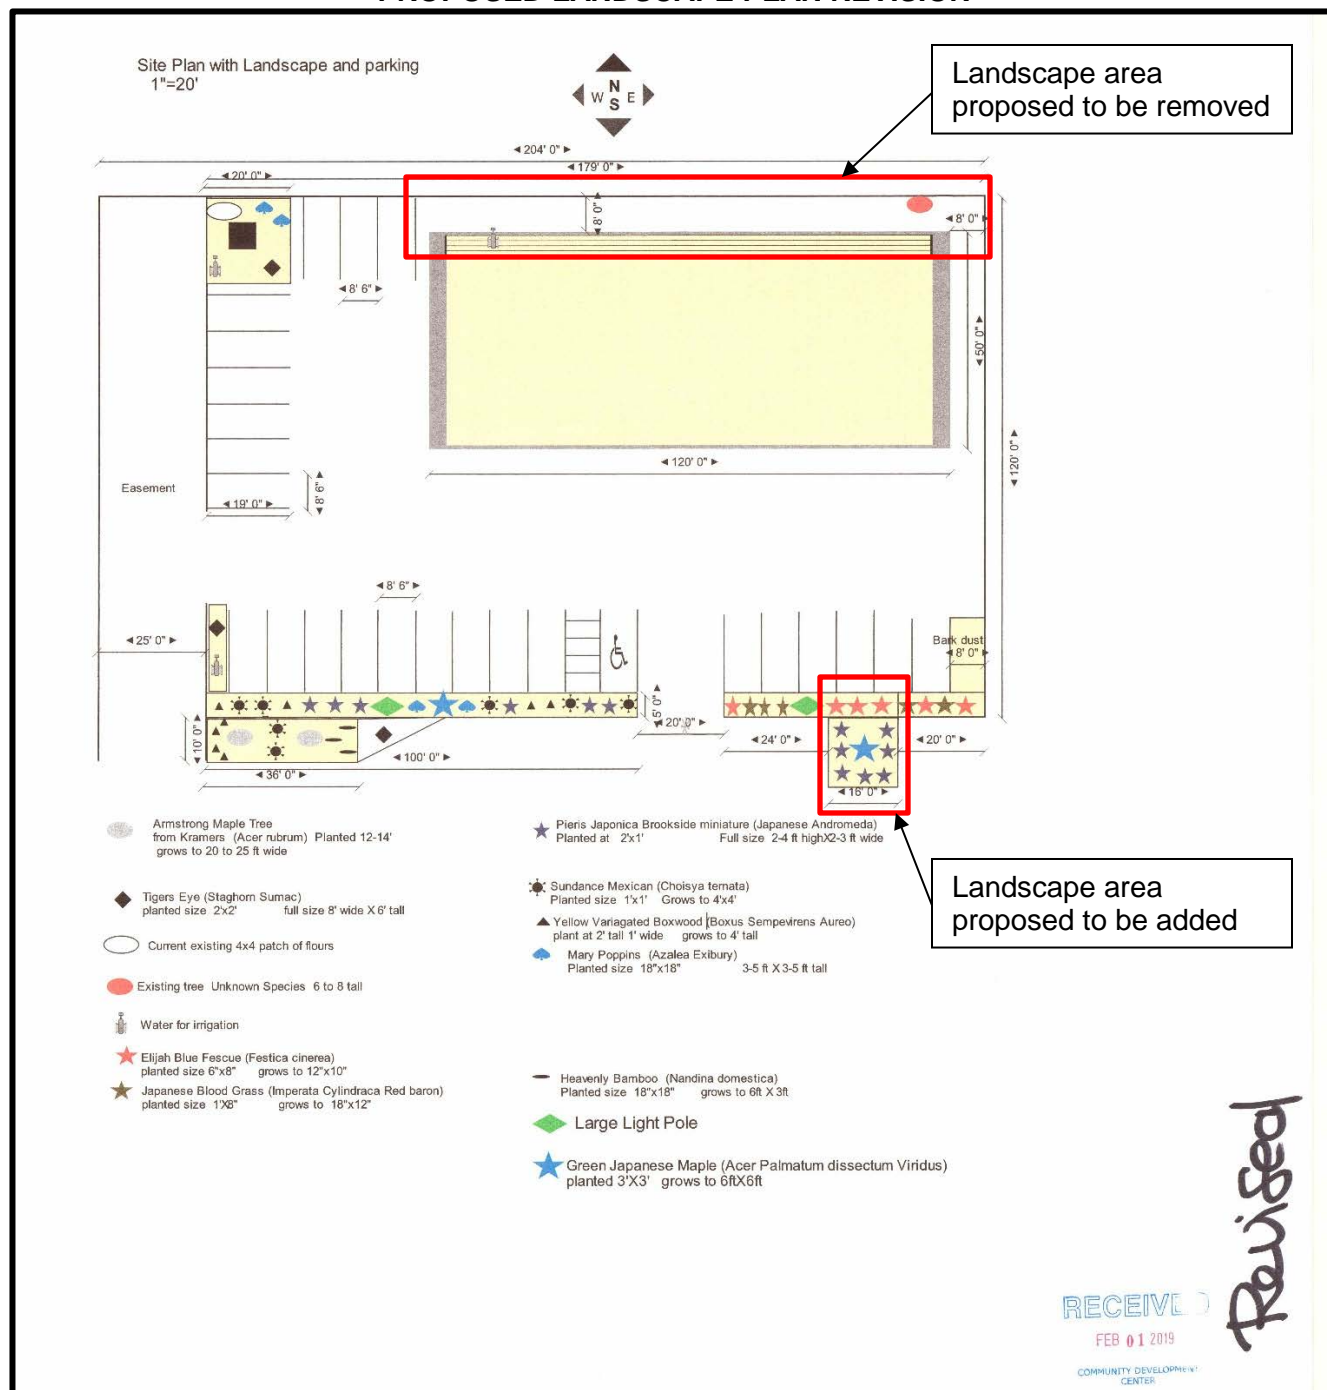 PROPOSED LANDSCAPE PLAN REVISION
Site Plan with Landscape and parking
1"=20'
N
W E
S
Landscape area
proposed to be removed
204' 0"
179' 0"
20' 0"
8' 0"
8' 0"
8' 6"
50' 0"
120' 0"
120' 0"
Easement
19' 0"
8' 6"
8' 6"
25' 0"
Bark dust
8' 0"
5' 0"
20' 0"
10' 0"
24' 0"
20' 0"
100' 0"
36' 0"
16' 0"
Landscape area
proposed to be added
Armstrong Maple Tree
from Kramers (Acer rubrum) Planted 12-14'
grows to 20 to 25 ft wide
Tigers Eye (Staghorn Sumac)
planted size 2'x2' full size 8' wide X 6' tall
Current existing 4x4 patch of flours
Existing tree Unknown Species 6 to 8 tall
Water for irrigation
Elijah Blue Fescue (Festica cinerea)
planted size 6"x8" grows to 12"x10"
Japanese Blood Grass (Imperata Cylindraca Red baron)
planted size 1'X8" grows to 18"x12"
Pieris Japonica Brookside miniature (Japanese Andromeda)
Planted at 2'x1' Full size 2-4 ft highX2-3 ft wide
Sundance Mexican (Choisya ternata)
Planted size 1'x1' Grows to 4'x4'
Yellow Variagated Boxwood (Boxus Sempevirens Aureo)
plant at 2' tall 1' wide grows to 4' tall
Mary Poppins (Azalea Exibury)
Planted size 18"x18" 3-5 ft X 3-5 ft tall
Heavenly Bamboo (Nandina domestica)
Planted size 18"x18" grows to 6ft X 3ft
Large Light Pole
Green Japanese Maple (Acer Palmatum dissectum Viridus)
planted 3'X3' grows to 6ftX6ft
Revised
RECEIVED
FEB 01 2019
COMMUNITY DEVELOPMENT
CENTER